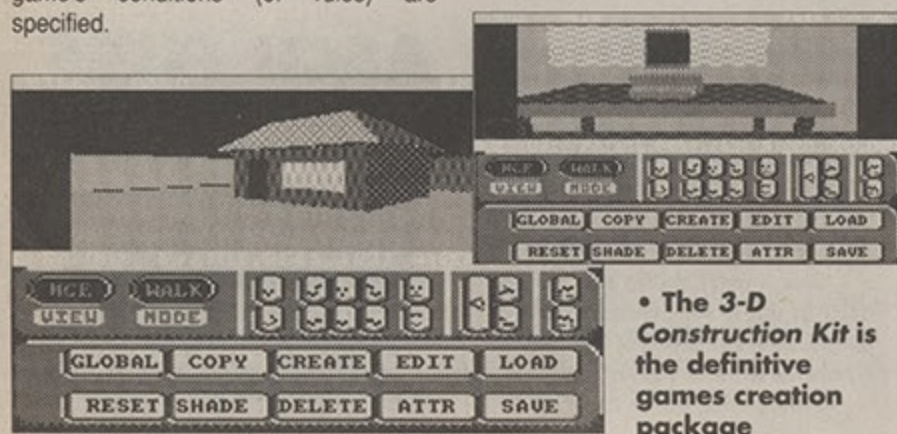 game's conditions (or rules) are
specified.
WALK
VIEW MODE
GLOBAL COPY CREATE EDIT LOAD
RESET SHADE DELETE ATTR SAVE
WALK
VIEW MODE
GLOBAL COPY CREATE EDIT LOAD
RESET SHADE DELETE ATTR SAVE
• The 3-D
Construction Kit is
the definitive
games creation
package